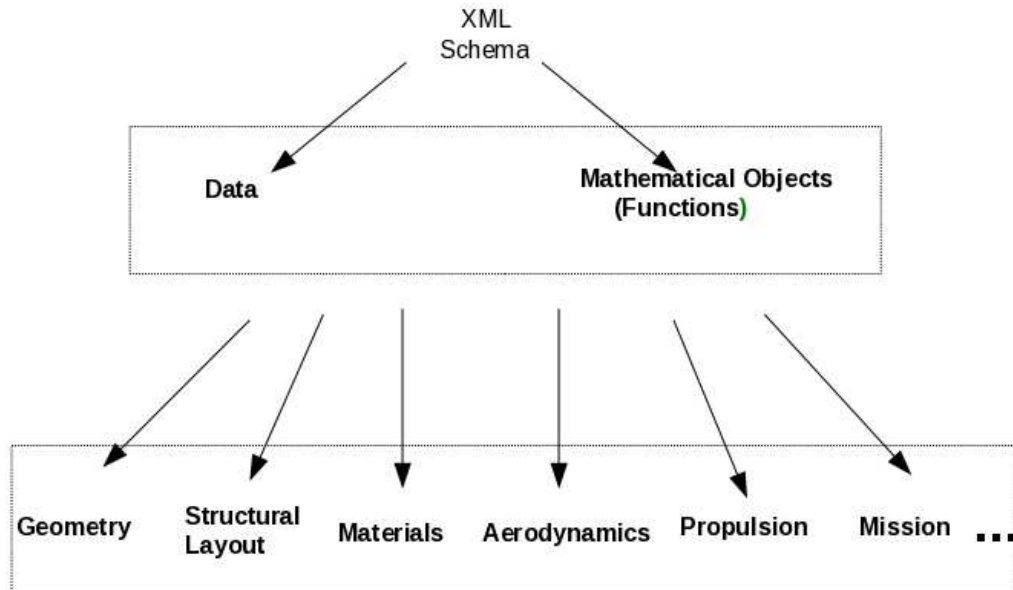 XML
Schema
Data
Mathematical Objects
(Functions)
Geometry
Structural
Layout
Materials
Aerodynamics
Propulsion
Mission
...